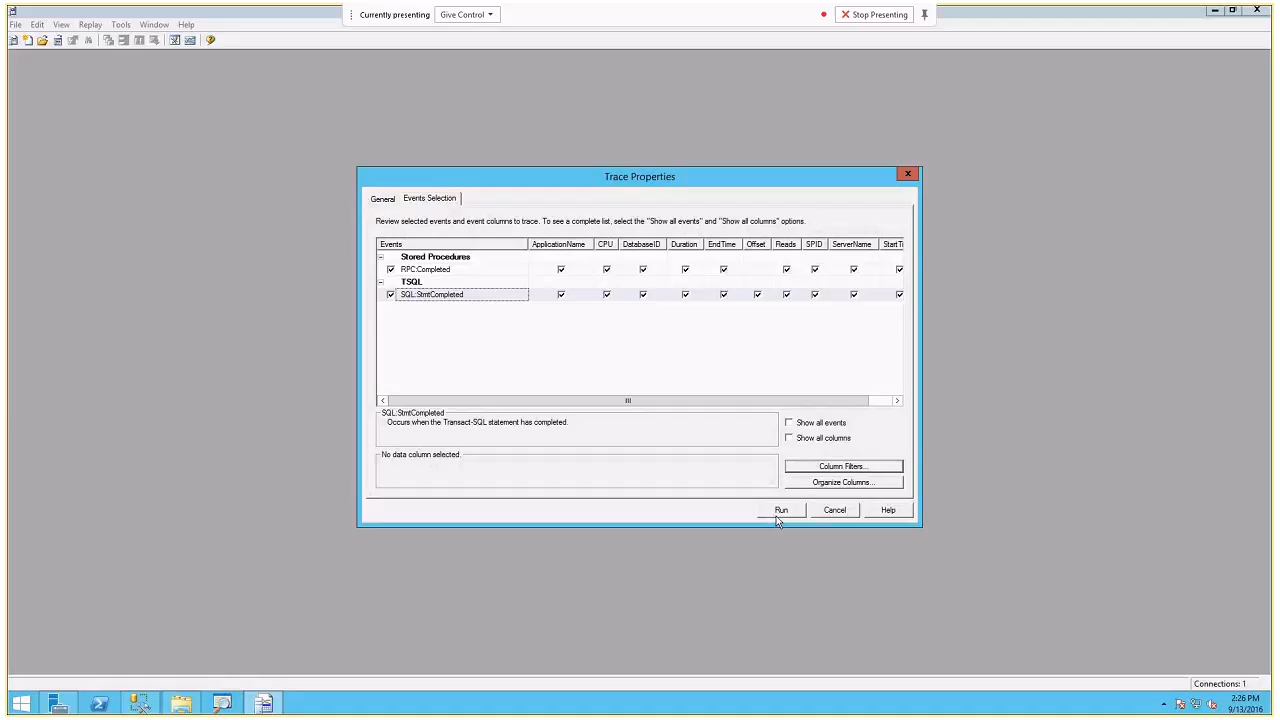 Currently presenting Give Control Stop Presenting
File Edit View Replay Tools Window Help
Trace Properties
General Events Selection
Review selected events and event columns to trace. To see a complete list, select the "Show all events" and "Show all columns" options.
Events ApplicationName CPU DatabaseID Duration EndTime Offset Reads SPID ServerName StartTi
Stored Procedures
RPC:Completed
TSQL
SQL:StmtCompleted
SQL:StmtCompleted
Occurs when the Transact-SQL statement has completed.
Show all events
Show all columns
No data column selected.
Column Filters...
Organize Columns...
Run Cancel Help
Connections: 1
2:26 PM
9/13/2016